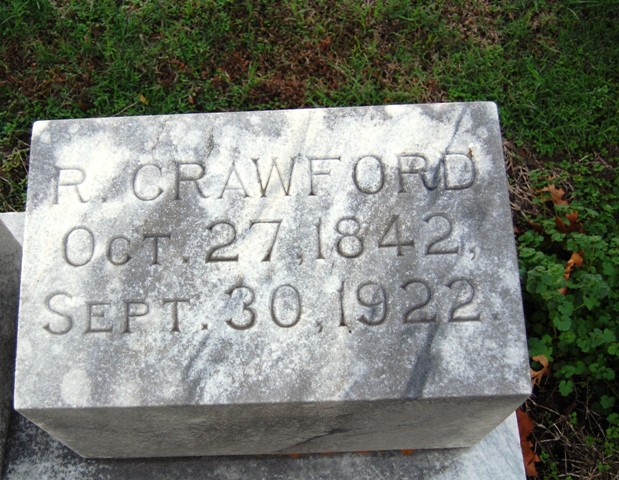 R. CRAWFORD
OCT. 27, 1842,
SEPT. 30, 1922.